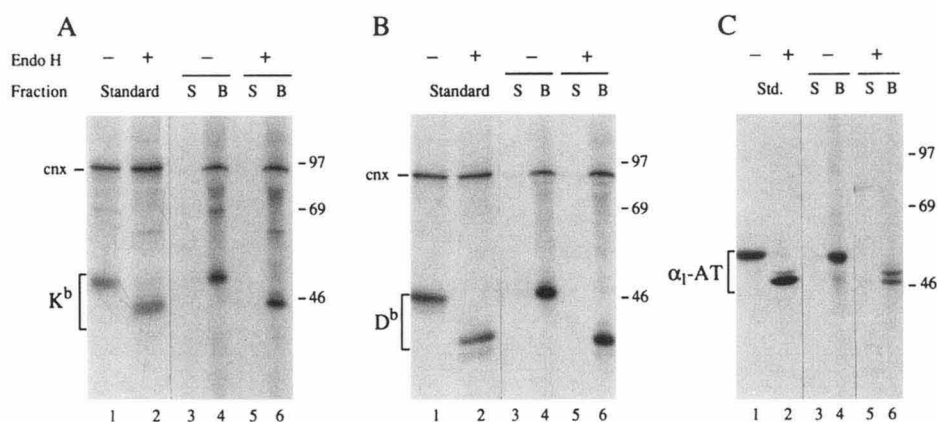 A
Endo H − + − +
Fraction Standard S B S B
cnx
97
69
46
K^b
1 2 3 4 5 6
B
− + − +
Standard S B S B
cnx
97
69
46
D^b
1 2 3 4 5 6
C
− + − +
Std. S B S B
97
69
46
α₁-AT
1 2 3 4 5 6